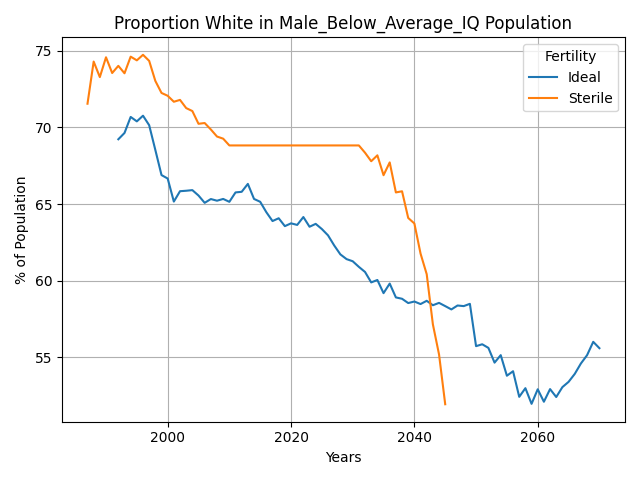 Proportion White in Male_Below_Average_IQ Population
Fertility
Ideal
Sterile
75
70
65
60
55
% of Population
2000
2020
2040
2060
Years